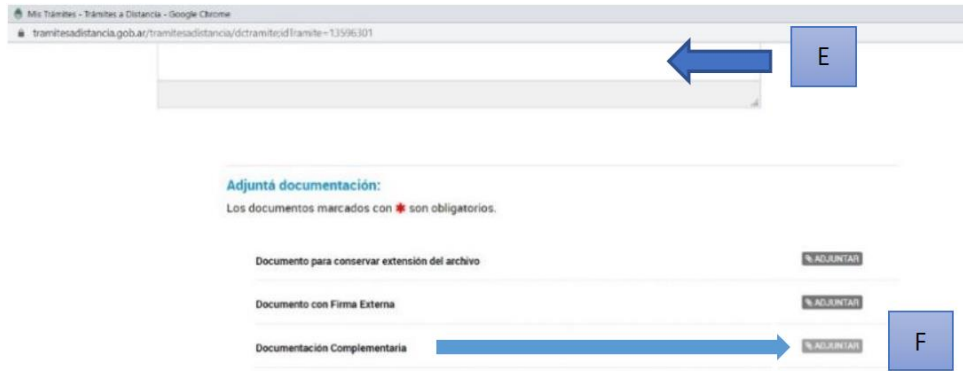 Mis Trámites - Trámites a Distancia - Google Chrome
tramitesadistancia.gob.ar/tramitesadistancia/dctramite;idTramite=13596301
E
Adjuntá documentación:
Los documentos marcados con * son obligatorios.
Documento para conservar extensión del archivo ADJUNTAR
Documento con Firma Externa ADJUNTAR
Documentación Complementaria ADJUNTAR F